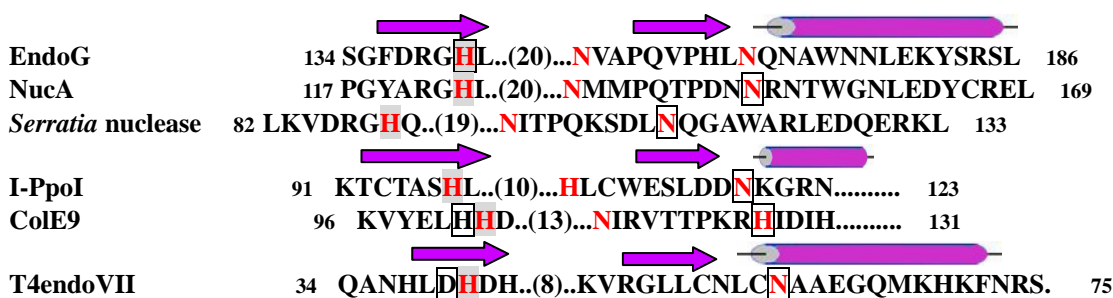 EndoG 134 SGFDRGHL..(20)...NVAPQVPHLNQNAWNNLEKYSRSL 186
NucA 117 PGYARGHI..(20)...NMMPQTPDNNRNTWGNLEDYCREL 169
Serratia nuclease 82 LKVDRGHQ..(19)...NITPQKSDLNQGAWARLEDQERKL 133
I-PpoI 91 KTCTASHL..(10)...HLCWESLDDNKGRN.......... 123
ColE9 96 KVYELHHD..(13)...NIRVTTPKRHIDIH.......... 131
T4endoVII 34 QANHLDHDH..(8)..KVRGLLCNLCNAAEGQMKHKFNRS. 75